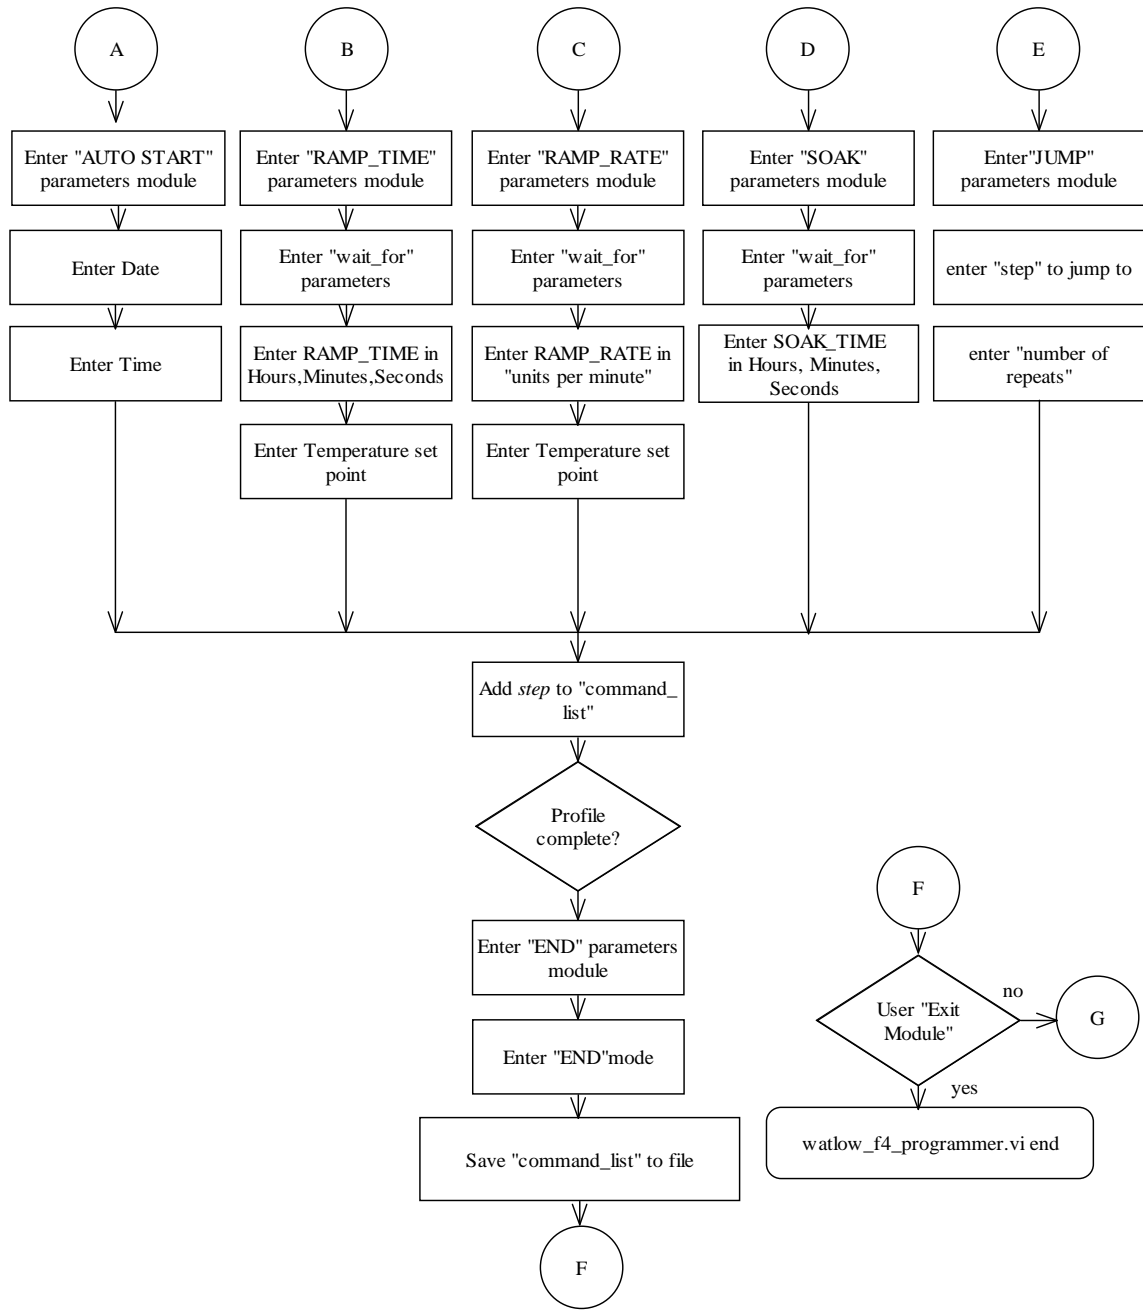 A
B
C
D
E
Enter "AUTO START"
parameters module
Enter "RAMP_TIME"
parameters module
Enter "RAMP_RATE"
parameters module
Enter "SOAK"
parameters module
Enter"JUMP"
parameters module
Enter Date
Enter "wait_for"
parameters
Enter "wait_for"
parameters
Enter "wait_for"
parameters
enter "step" to jump to
Enter Time
Enter RAMP_TIME in
Hours,Minutes,Seconds
Enter RAMP_RATE in
"units per minute"
Enter SOAK_TIME
in Hours, Minutes,
Seconds
enter "number of
repeats"
Enter Temperature set
point
Enter Temperature set
point
Add step to "command_
list"
Profile
complete?
Enter "END" parameters
module
Enter "END"mode
Save "command_list" to file
F
F
User "Exit
Module"
no
G
yes
watlow_f4_programmer.vi end